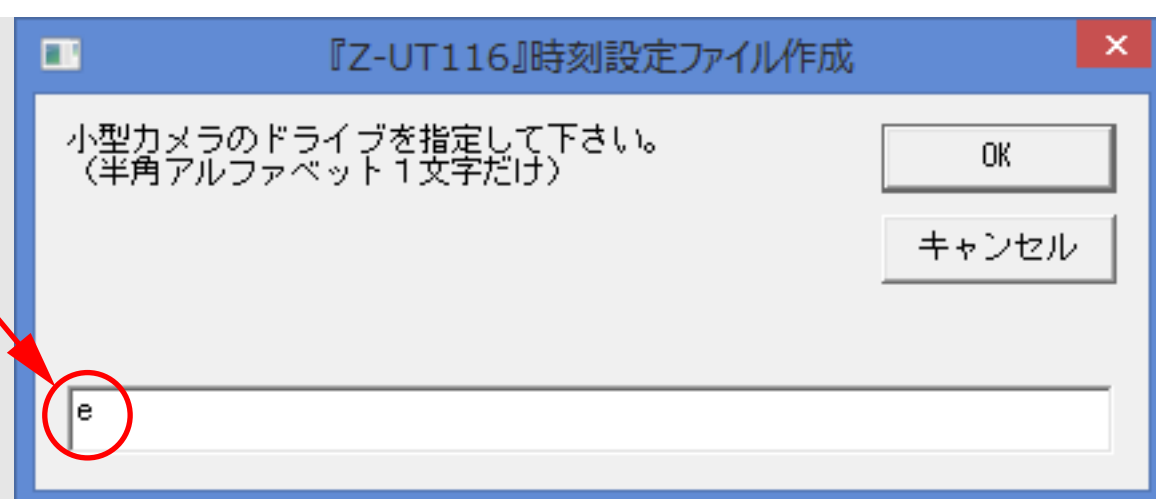 『Z-UT116』時刻設定ファイル作成
小型カメラのドライブを指定して下さい。
（半角アルファベット１文字だけ）
OK
キャンセル
e